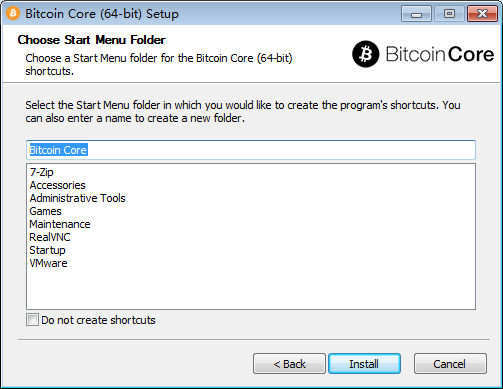 Bitcoin Core (64-bit) Setup
Choose Start Menu Folder
Choose a Start Menu folder for the Bitcoin Core (64-bit)
shortcuts.
BitcoinCore
Select the Start Menu folder in which you would like to create the program's shortcuts. You
can also enter a name to create a new folder.
Bitcoin Core
7-Zip
Accessories
Administrative Tools
Games
Maintenance
RealVNC
Startup
VMware
Do not create shortcuts
< Back
Install
Cancel